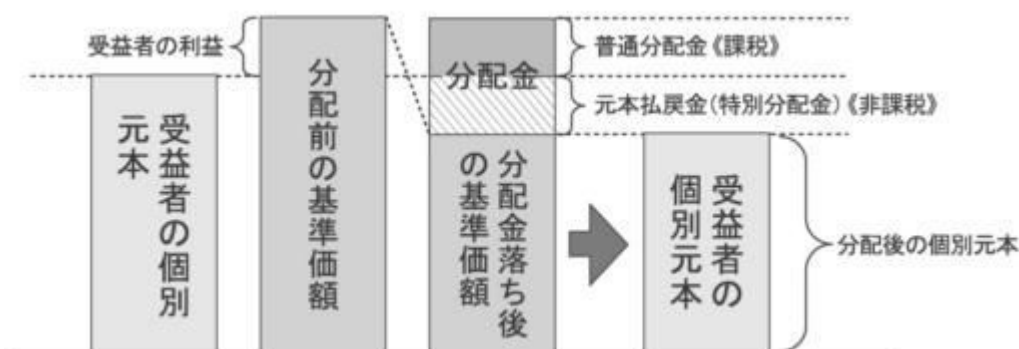 受益者の利益
受益者の個別
元本
分配前の基準価額
分配金
分配金落ち後
の基準価額
普通分配金《課税》
元本払戻金(特別分配金)《非課税》
受益者の
個別元本
分配後の個別元本